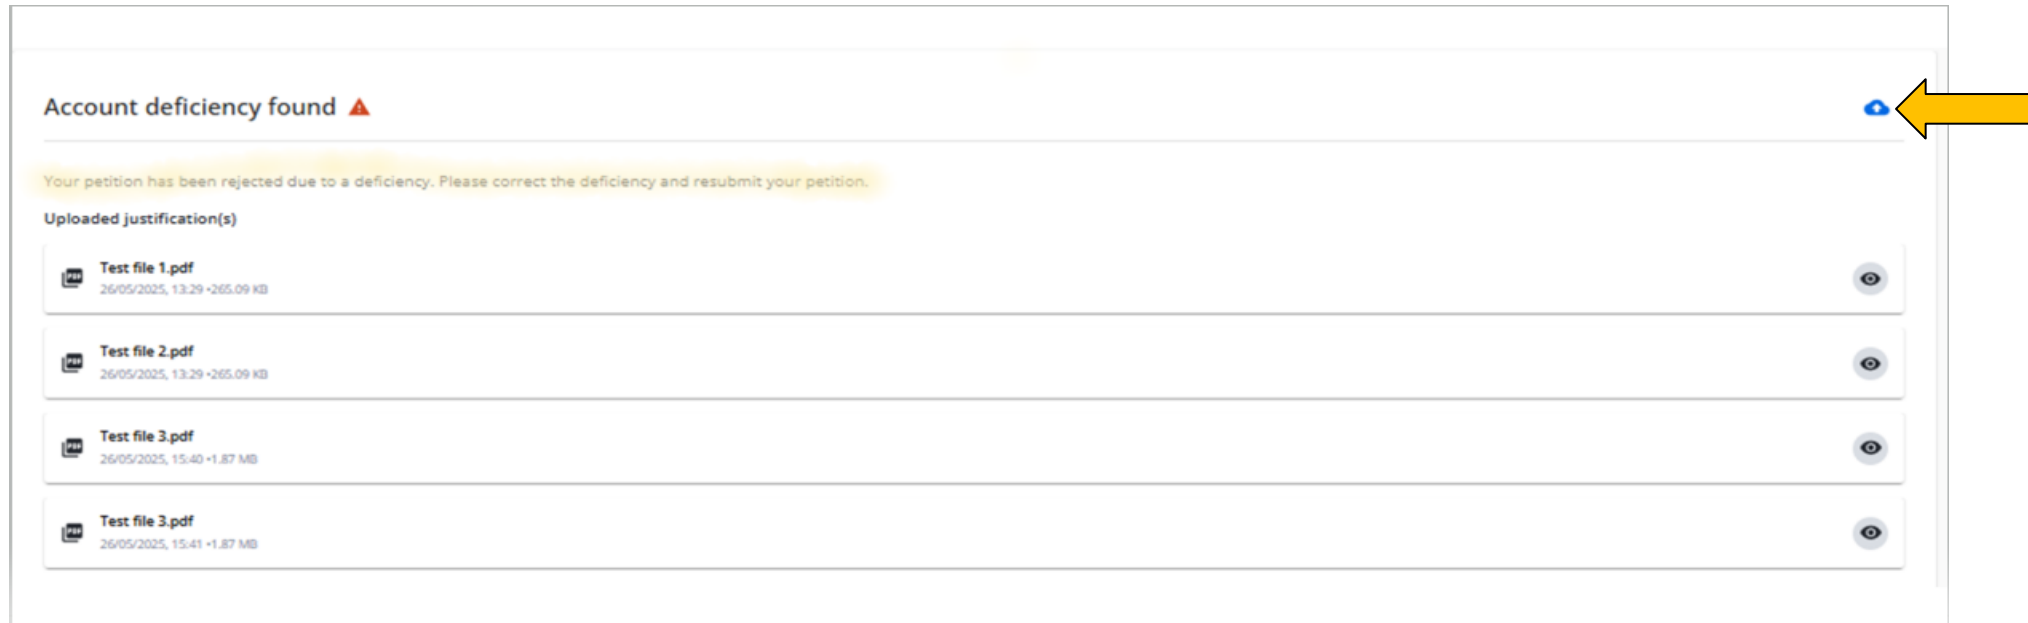 Account deficiency found
Your petition has been rejected due to a deficiency. Please correct the deficiency and resubmit your petition.
Uploaded justification(s)
Test file 1.pdf
26/05/2025, 13:29 •265.09 KB
Test file 2.pdf
26/05/2025, 13:29 •265.09 KB
Test file 3.pdf
26/05/2025, 15:40 •1.87 MB
Test file 3.pdf
26/05/2025, 15:41 •1.87 MB